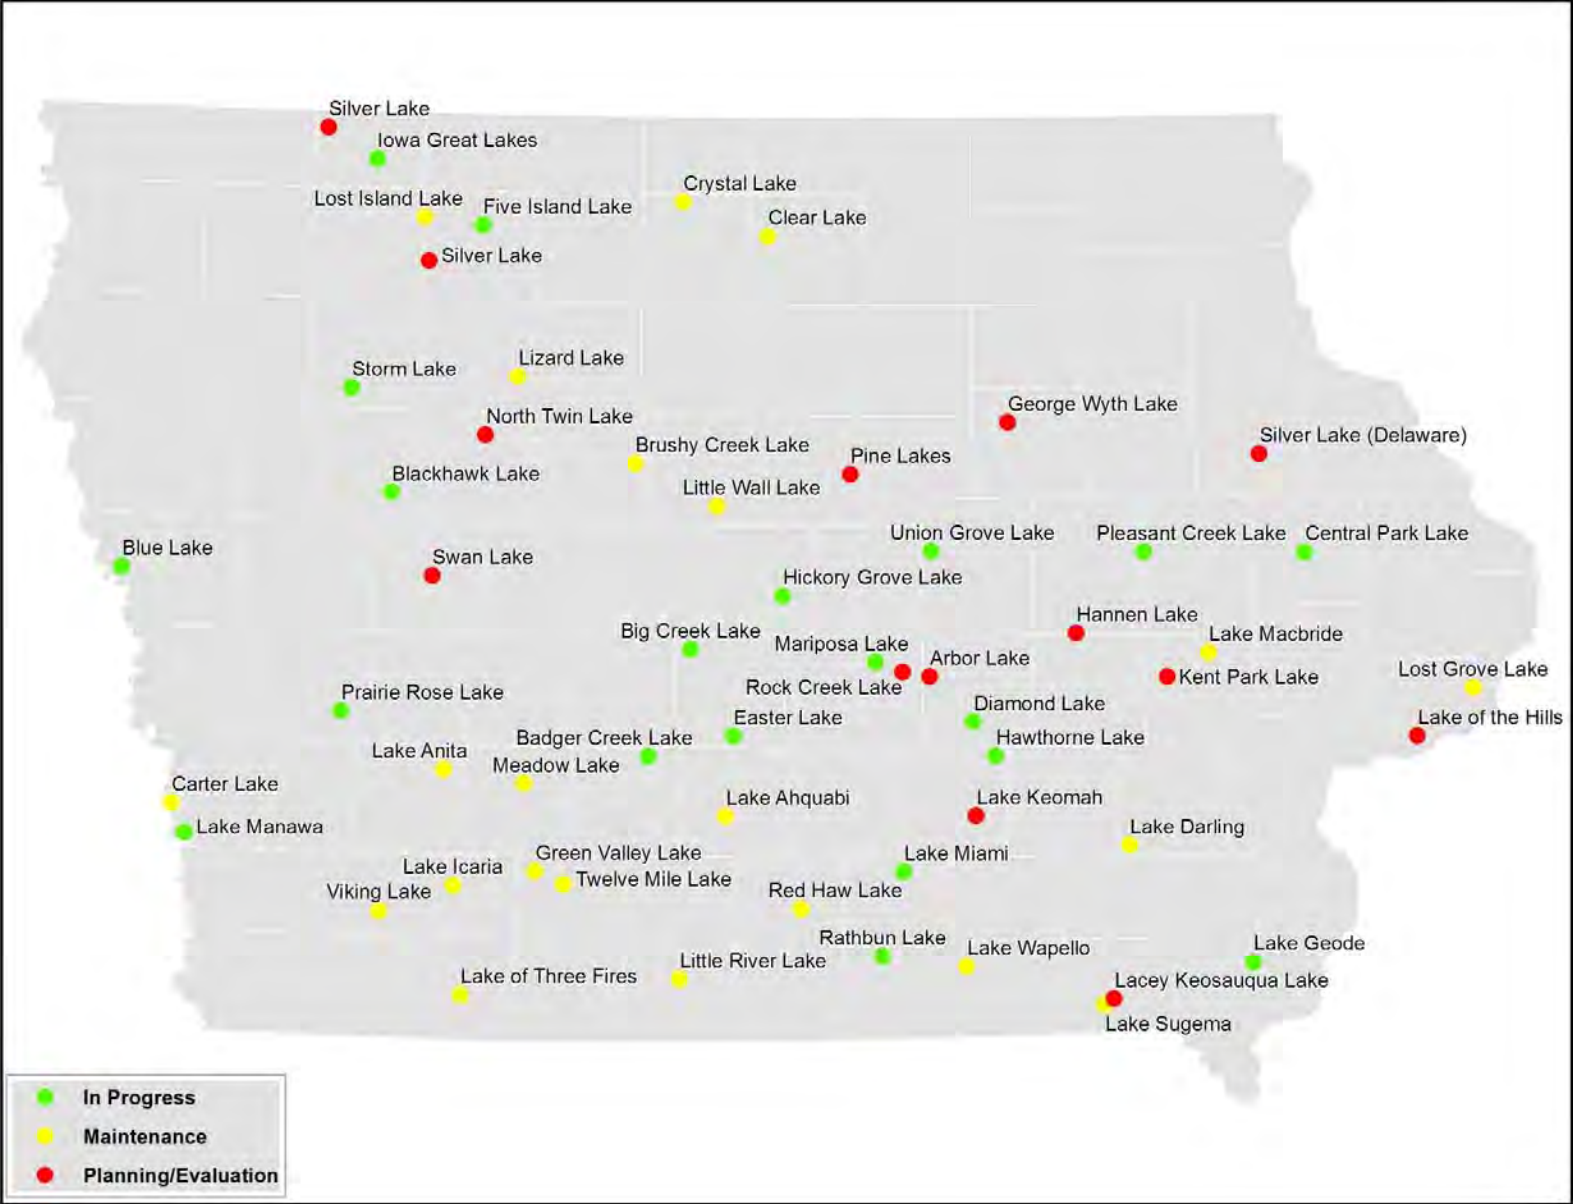 Silver Lake
Iowa Great Lakes
Crystal Lake
Lost Island Lake
Five Island Lake
Clear Lake
Silver Lake
Lizard Lake
Storm Lake
George Wyth Lake
North Twin Lake
Silver Lake (Delaware)
Brushy Creek Lake
Pine Lakes
Blackhawk Lake
Little Wall Lake
Union Grove Lake
Pleasant Creek Lake
Central Park Lake
Blue Lake
Swan Lake
Hickory Grove Lake
Hannen Lake
Big Creek Lake
Lake Macbride
Mariposa Lake
Arbor Lake
Lost Grove Lake
Kent Park Lake
Rock Creek Lake
Prairie Rose Lake
Diamond Lake
Easter Lake
Lake of the Hills
Badger Creek Lake
Hawthorne Lake
Lake Anita
Meadow Lake
Carter Lake
Lake Ahquabi
Lake Keomah
Lake Manawa
Lake Darling
Green Valley Lake
Lake Miami
Lake Icaria
Twelve Mile Lake
Viking Lake
Red Haw Lake
Rathbun Lake
Lake Geode
Lake Wapello
Little River Lake
Lake of Three Fires
Lacey Keosauqua Lake
Lake Sugema
In Progress
Maintenance
Planning/Evaluation